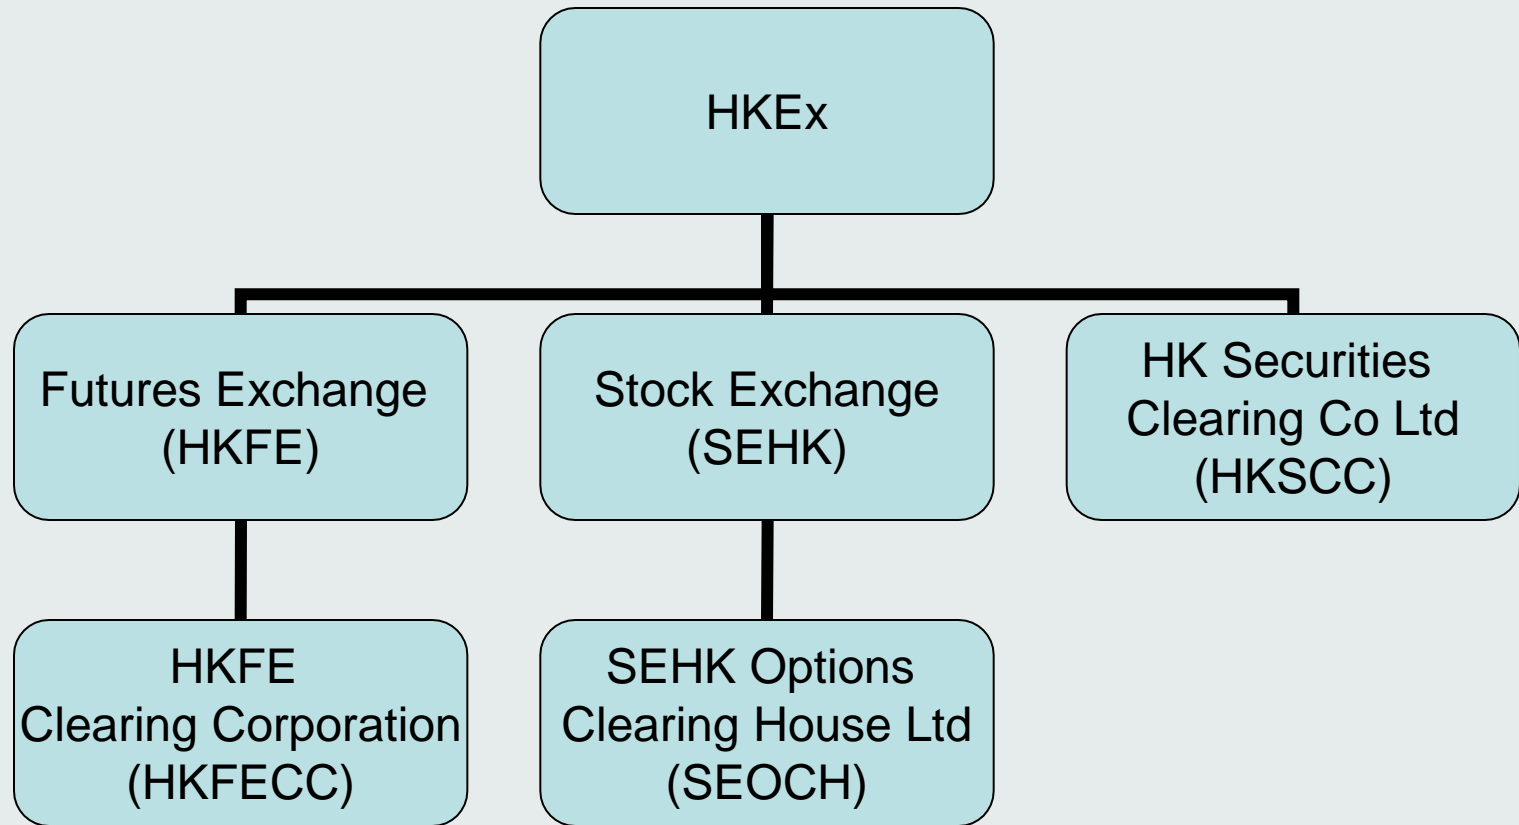 HKEx
Futures Exchange
(HKFE)
Stock Exchange
(SEHK)
HK Securities
Clearing Co Ltd
(HKSCC)
HKFE
Clearing Corporation
(HKFECC)
SEHK Options
Clearing House Ltd
(SEOCH)